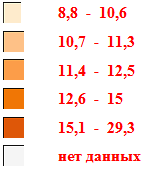 8,8 - 10,6
10,7 - 11,3
11,4 - 12,5
12,6 - 15
15,1 - 29,3
нет данных